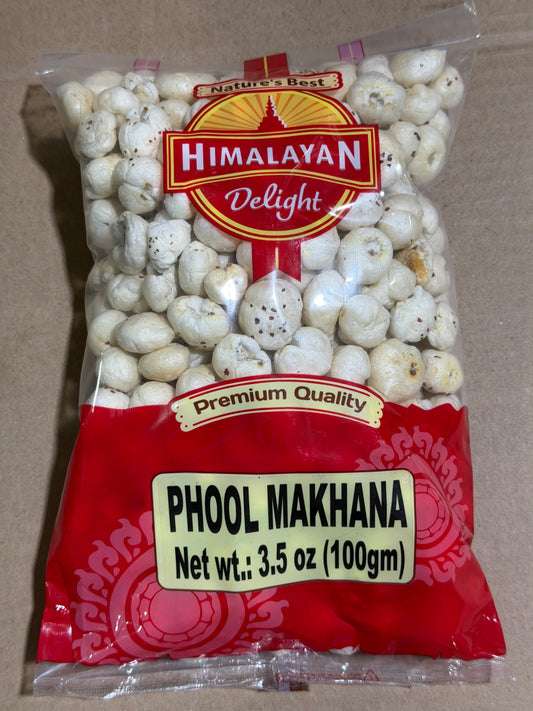 Nature's Best
HIMALAYAN
Delight
Premium Quality
PHOOL MAKHANA
Net wt.: 3.5 oz (100gm)